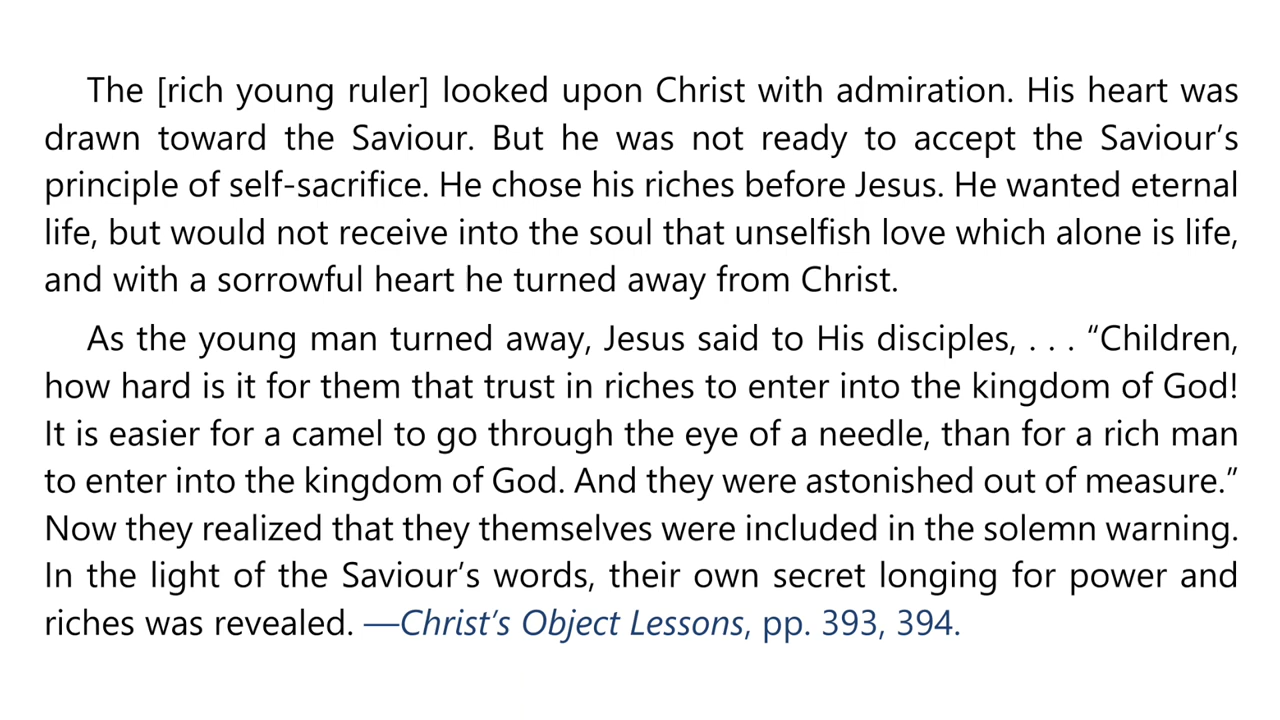 The [rich young ruler] looked upon Christ with admiration. His heart was
drawn toward the Saviour. But he was not ready to accept the Saviour’s
principle of self-sacrifice. He chose his riches before Jesus. He wanted eternal
life, but would not receive into the soul that unselfish love which alone is life,
and with a sorrowful heart he turned away from Christ.
As the young man turned away, Jesus said to His disciples, . . . “Children,
how hard is it for them that trust in riches to enter into the kingdom of God!
It is easier for a camel to go through the eye of a needle, than for a rich man
to enter into the kingdom of God. And they were astonished out of measure.”
Now they realized that they themselves were included in the solemn warning.
In the light of the Saviour’s words, their own secret longing for power and
riches was revealed. —Christ’s Object Lessons, pp. 393, 394.